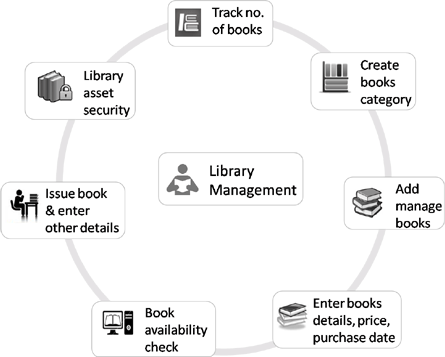 Track no.
of books
Create
books
category
Add
manage
books
Enter books
details, price,
purchase date
Book
availability
check
Issue book
& enter
other details
Library
asset
security
Library
Management